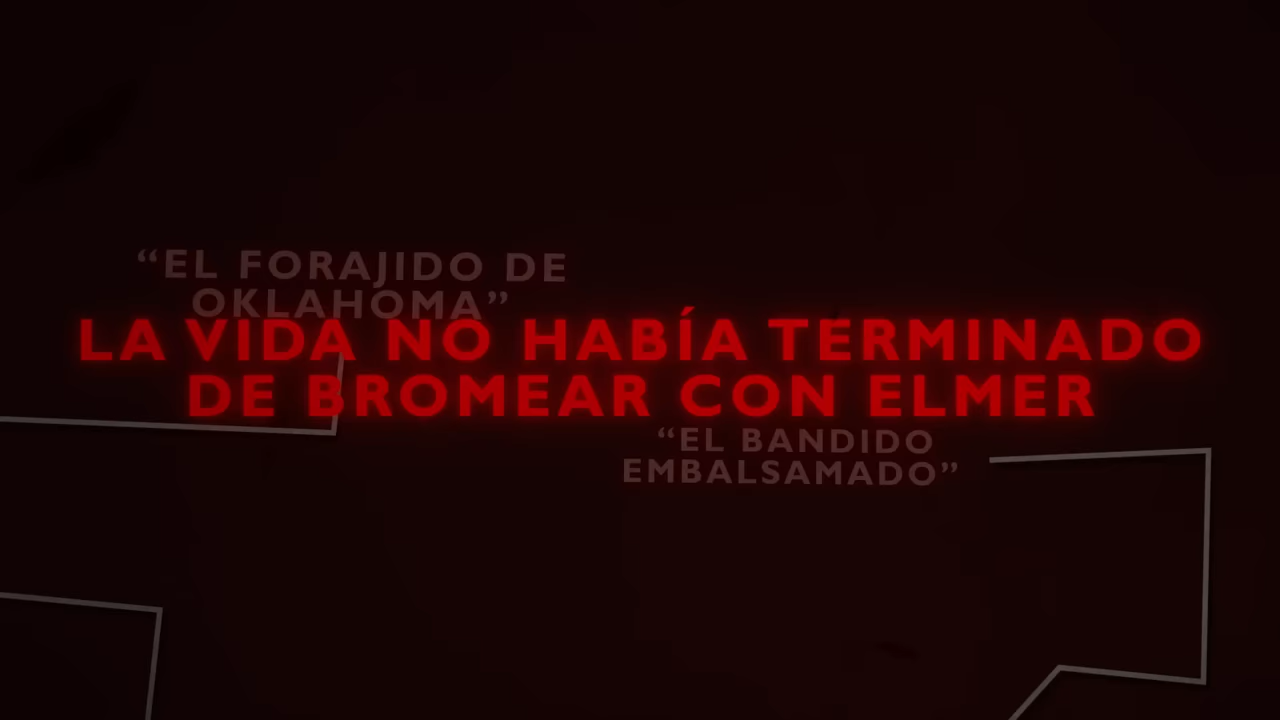 “EL FORAJIDO DE
OKLAHOMA”
LA VIDA NO HABÍA TERMINADO
DE BROMEAR CON ELMER
“EL BANDIDO
EMBALSAMADO”